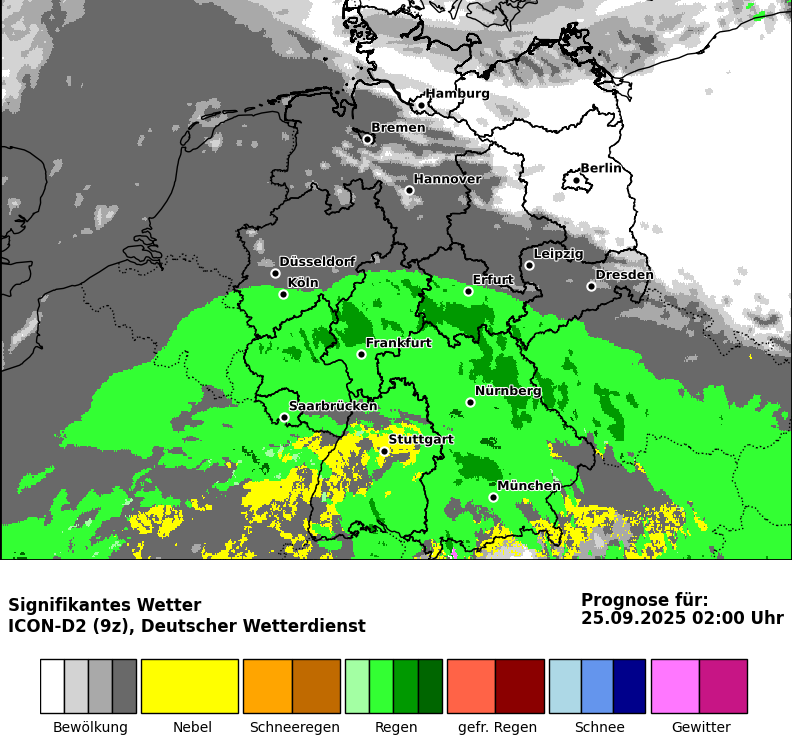 Hamburg
Bremen
Berlin
Hannover
Leipzig
Düsseldorf
Dresden
Köln
Erfurt
Frankfurt
Nürnberg
Saarbrücken
Stuttgart
München
Signifikantes Wetter
ICON-D2 (9z), Deutscher Wetterdienst
Prognose für:
25.09.2025 02:00 Uhr
Bewölkung
Nebel
Schneeregen
Regen
gefr. Regen
Schnee
Gewitter